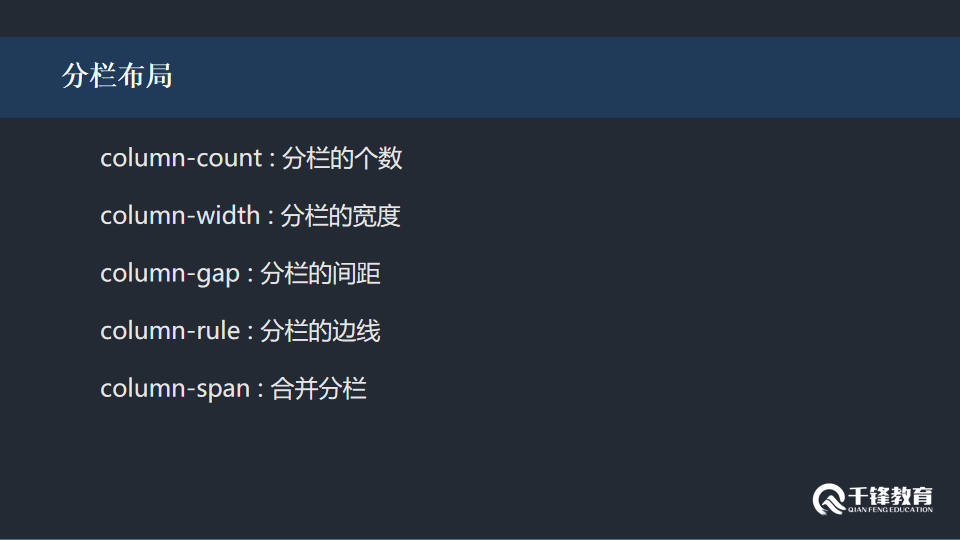 分栏布局
column-count : 分栏的个数
column-width : 分栏的宽度
column-gap : 分栏的间距
column-rule : 分栏的边线
column-span : 合并分栏
千锋教育
QIAN FENG EDUCATION